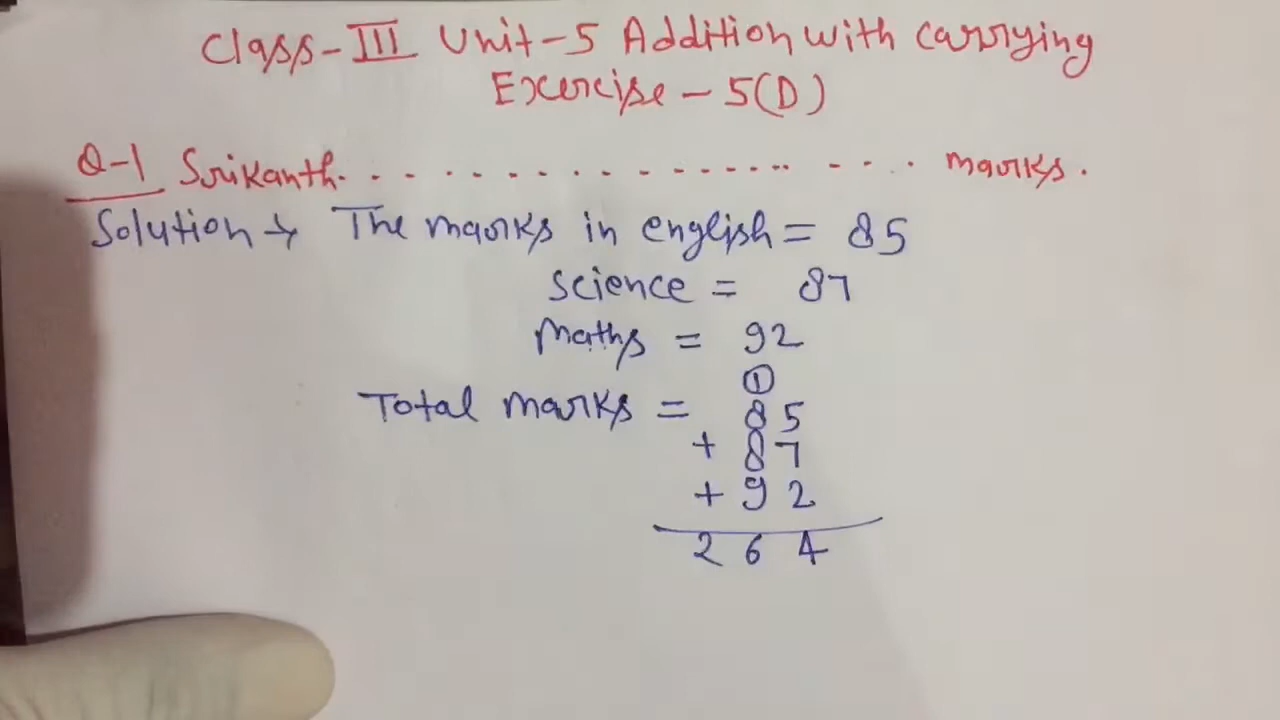 Class-III Unit-5 Addition with carrying
Exercise - 5(D)
Q-1 Srikanth. . . . . . . . . . . . . . . . . . . . marks.
Solution → The marks in english = 85
science = 87
Maths = 92
①
Total marks = 85
+ 87
+ 92
264